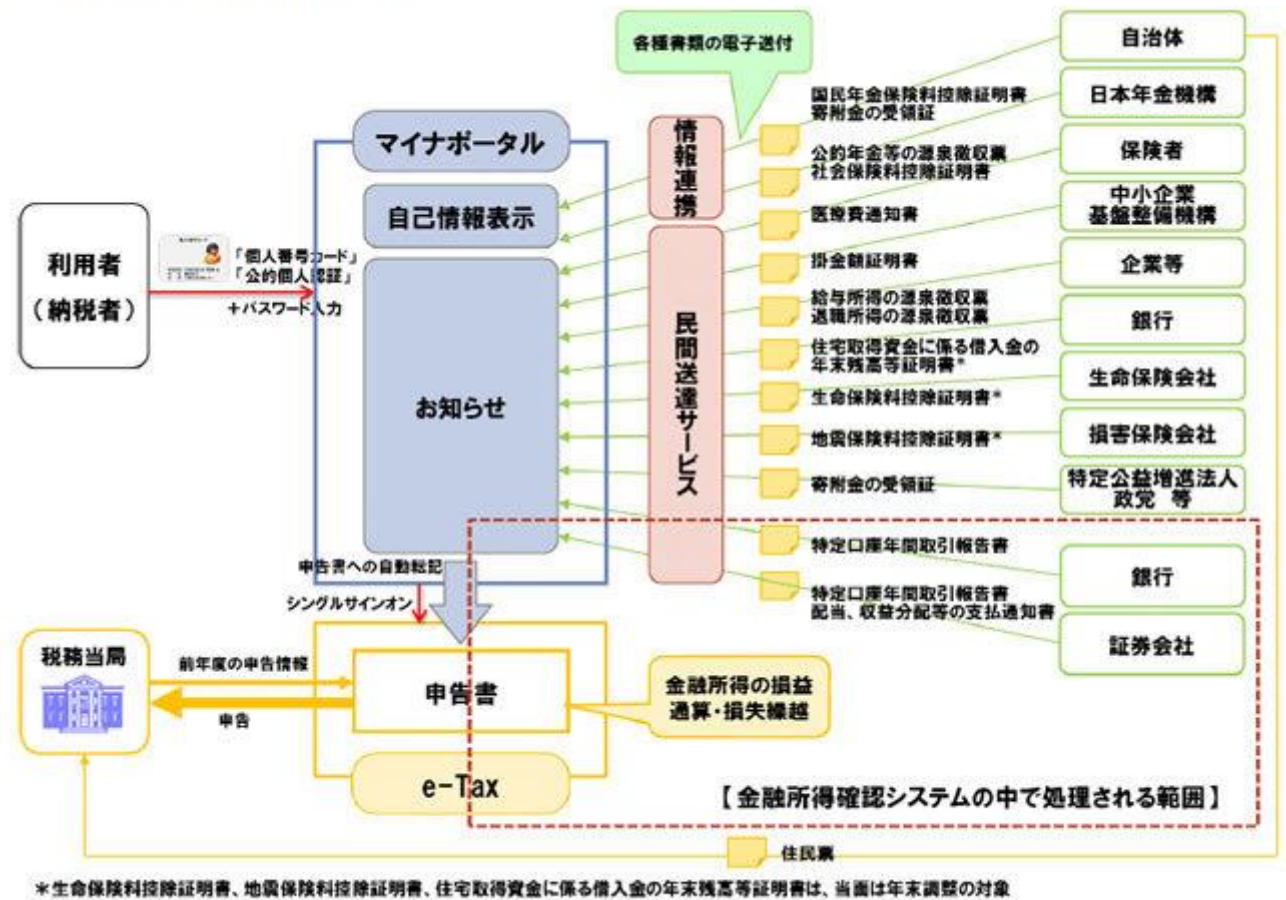 各種書類の電子送付
自治体
国民年金保険料控除証明書
寄附金の受領証
日本年金機構
マイナポータル
情報連携
公的年金等の源泉徴収票
社会保険料控除証明書
保険者
自己情報表示
医療費通知書
中小企業
基盤整備機構
利用者
(納税者)
「個人番号カード」
「公的個人認証」
+パスワード入力
掛金額証明書
企業等
民間送達サービス
給与所得の源泉徴収票
退職所得の源泉徴収票
銀行
お知らせ
住宅取得資金に係る借入金の
年末残高等証明書*
生命保険会社
生命保険料控除証明書*
地震保険料控除証明書*
損害保険会社
寄附金の受領証
特定公益増進法人
政党 等
特定口座年間取引報告書
銀行
申告書への自動転記
シングルサインオン
特定口座年間取引報告書
配当、収益分配等の支払通知書
証券会社
税務当局
前年度の申告情報
申告書
申告
金融所得の損益
通算・損失繰越
e-Tax
【金融所得確認システムの中で処理される範囲】
住民票
*生命保険料控除証明書、地震保険料控除証明書、住宅取得資金に係る借入金の年末残高等証明書は、当面は年末調整の対象